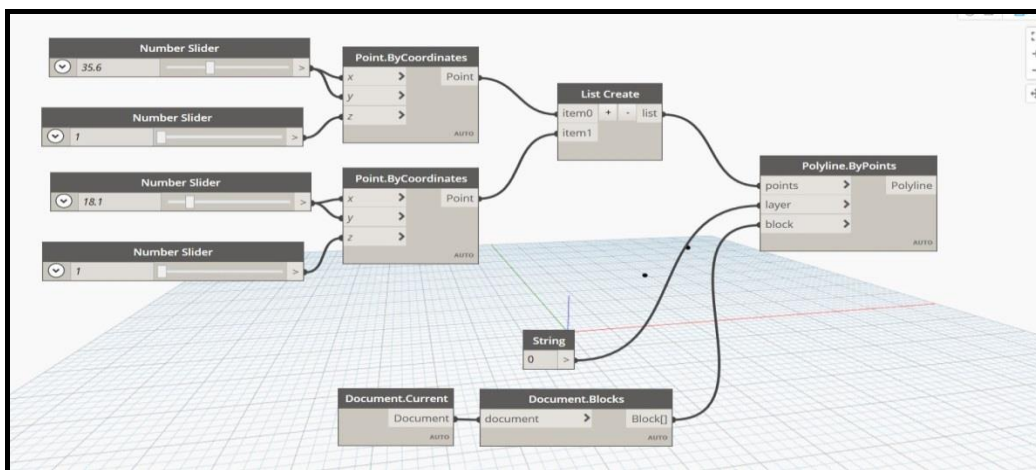 Number Slider
35.6 >
Number Slider
1 >
Number Slider
18.1 >
Number Slider
1 >
Point.ByCoordinates
x > Point
y >
z >
AUTO
Point.ByCoordinates
x > Point
y >
z >
AUTO
List Create
item0 + - list
item1
Polyline.ByPoints
points > Polyline
layer >
block >
AUTO
String
0 >
Document.Current
Document
AUTO
Document.Blocks
document > Block[]
AUTO